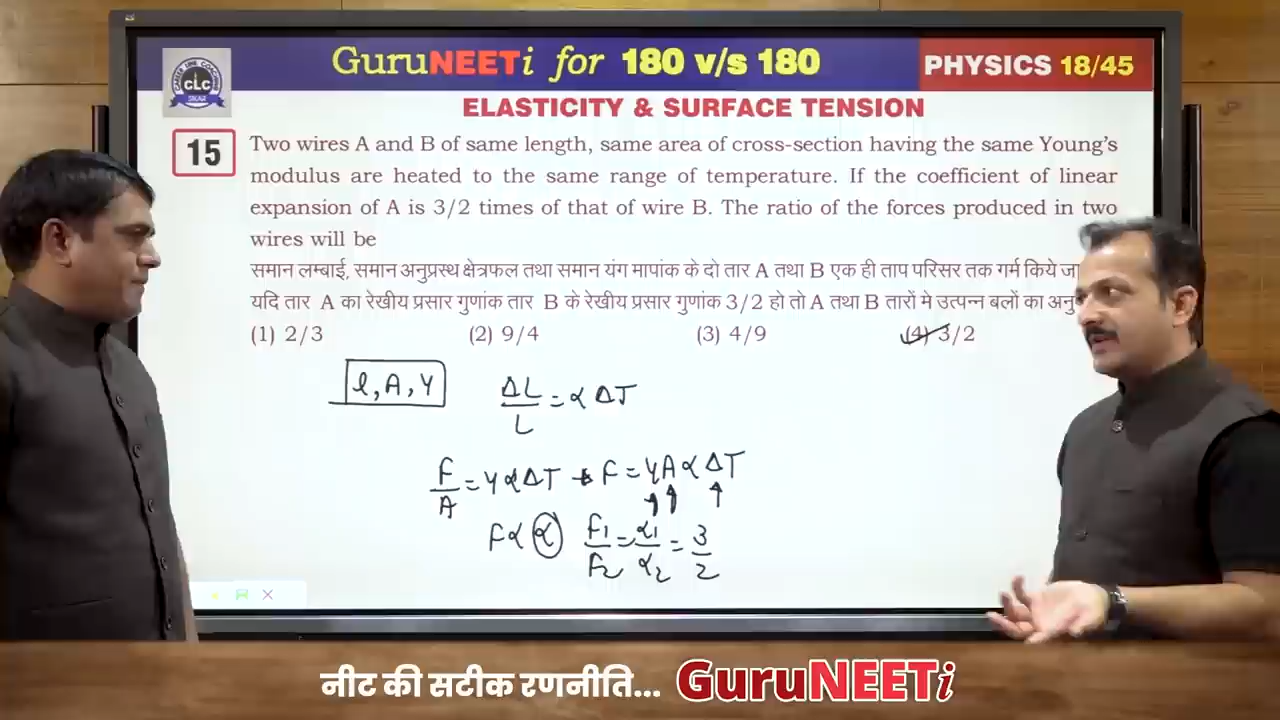 GuruNEETi for 180 v/s 180
PHYSICS 18/45
CLC
SIKAR
ELASTICITY & SURFACE TENSION
15
Two wires A and B of same length, same area of cross-section having the same Young's
modulus are heated to the same range of temperature. If the coefficient of linear
expansion of A is 3/2 times of that of wire B. The ratio of the forces produced in two
wires will be
समान लम्बाई, समान अनुप्रस्थ क्षेत्रफल तथा समान यंग मापांक के दो तार A तथा B एक ही ताप परिसर तक गर्म किये जा
यदि तार A का रेखीय प्रसार गुणांक तार B के रेखीय प्रसार गुणांक 3/2 हो तो A तथा B तारों मे उत्पन्न बलों का अनु
(1) 2/3 (2) 9/4 (3) 4/9 (4) 3/2
l, A, Y
ΔL/L = α ΔT
F/A = Y α ΔT → F = YA α ΔT
F ∝ α F1/F2 = α1/α2 = 3/2
नीट की सटीक रणनीति... GuruNEETi